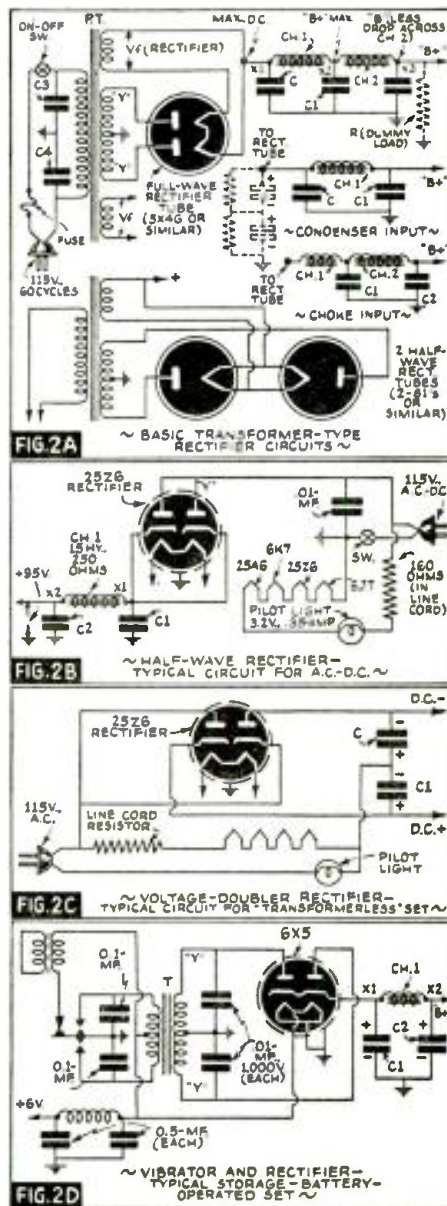 ON-OFF
SW.
P.T.
C3
C4
Vf (RECTIFIER)
"Y"
"Y"
Vf
FUSE
115V.,
60 CYCLES
FULL-WAVE
RECTIFIER
TUBE
(5X4G OR
SIMILAR)
MAX. DC.
CH.1
"B+" MAX.
"B" (LESS
DROP ACROSS
CH.2)
X1
C
X2
C1
CH.2
X3
"B+"
R (DUMMY
LOAD)
TO
RECT
TUBE
CH.1
"B+"
C
C1
~ CONDENSER INPUT ~
TO
RECT
TUBE
CH.1
CH.2
"B+"
C1
C2
~ CHOKE INPUT ~
+
2 HALF-
WAVE
RECT
TUBES
(2-81's
OR
SIMILAR)
FIG. 2A
~ BASIC TRANSFORMER-TYPE
RECTIFIER CIRCUITS ~
25Z6
RECTIFIER
"Y"
0.1-
MF.
C
115V.,
A.C.-D.C.
SW.
CH.1
15 HY.,
250
OHMS
+95V.
X2
X1
C2
C1
25A6
6K7
25Z6
6J7
PILOT LIGHT
160
OHMS
(IN
LINE
CORD)
FIG. 2B
~ HALF-WAVE RECTIFIER-
TYPICAL CIRCUIT FOR A.C.-D.C. ~
25Z6
RECTIFIER
D.C.-
-
C
+
-
C1
+
D.C.+
115V.,
A.C.
LINE CORD
RESISTOR
PILOT
LIGHT
FIG. 2C
~ VOLTAGE-DOUBLER RECTIFIER-
TYPICAL CIRCUIT FOR "TRANSFORMERLESS" SET ~
0.1-
MF.
T
"Y"
6X5
0.1-
MF.
"Y"
.01-
MF.,
1,000V
(EACH)
X1
CH.1
X2
"B+"
+
C1
+
C2
+6V.
0.5-MF
(EACH)
FIG. 2D
~ VIBRATOR AND RECTIFIER-
TYPICAL STORAGE-BATTERY-
OPERATED SET ~